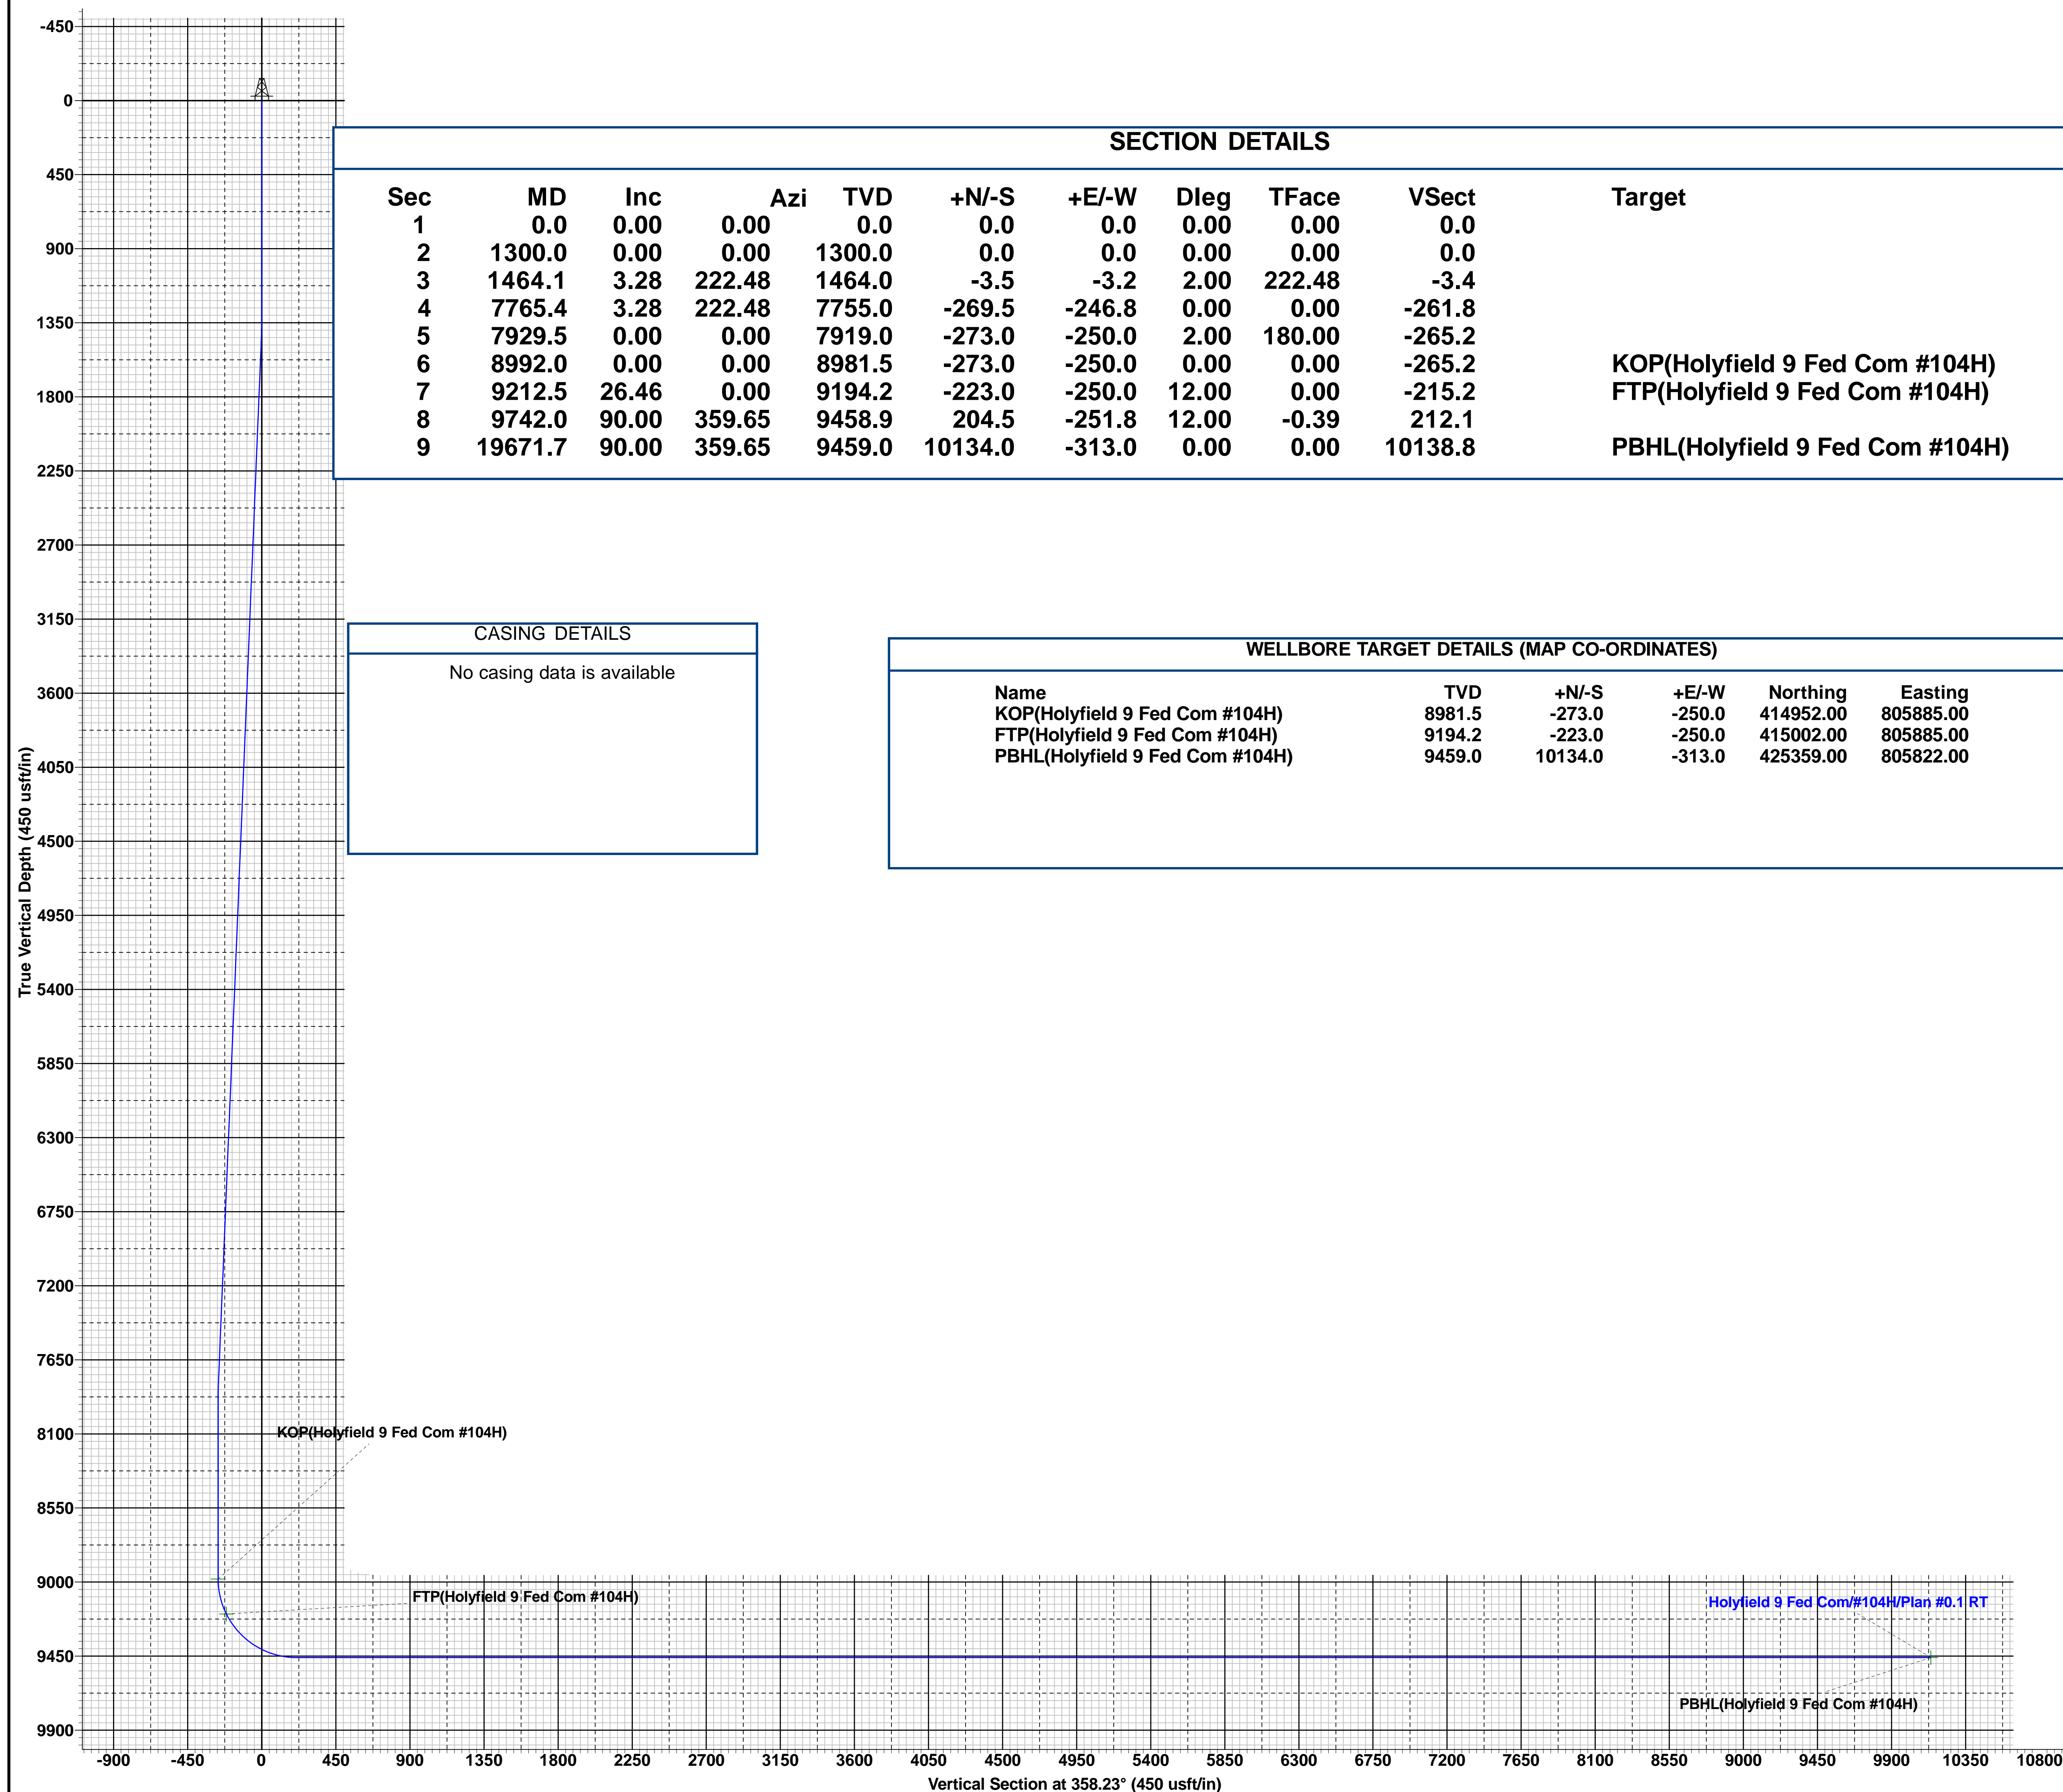 SECTION DETAILS
Sec MD Inc Azi TVD +N/-S +E/-W Dleg TFace VSect Target
1 0.0 0.00 0.00 0.0 0.0 0.0 0.00 0.00 0.0
2 1300.0 0.00 0.00 1300.0 0.0 0.0 0.00 0.00 0.0
3 1464.1 3.28 222.48 1464.0 -3.5 -3.2 2.00 222.48 -3.4
4 7765.4 3.28 222.48 7755.0 -269.5 -246.8 0.00 0.00 -261.8
5 7929.5 0.00 0.00 7919.0 -273.0 -250.0 2.00 180.00 -265.2
6 8992.0 0.00 0.00 8981.5 -273.0 -250.0 0.00 0.00 -265.2 KOP(Holyfield 9 Fed Com #104H)
7 9212.5 26.46 0.00 9194.2 -223.0 -250.0 12.00 0.00 -215.2 FTP(Holyfield 9 Fed Com #104H)
8 9742.0 90.00 359.65 9458.9 204.5 -251.8 12.00 -0.39 212.1
9 19671.7 90.00 359.65 9459.0 10134.0 -313.0 0.00 0.00 10138.8 PBHL(Holyfield 9 Fed Com #104H)
CASING DETAILS
No casing data is available
WELLBORE TARGET DETAILS (MAP CO-ORDINATES)
Name TVD +N/-S +E/-W Northing Easting
KOP(Holyfield 9 Fed Com #104H) 8981.5 -273.0 -250.0 414952.00 805885.00
FTP(Holyfield 9 Fed Com #104H) 9194.2 -223.0 -250.0 415002.00 805885.00
PBHL(Holyfield 9 Fed Com #104H) 9459.0 10134.0 -313.0 425359.00 805822.00
True Vertical Depth (450 usft/in)
-450
0
450
900
1350
1800
2250
2700
3150
3600
4050
4500
4950
5400
5850
6300
6750
7200
7650
8100
8550
9000
9450
9900
KOP(Holyfield 9 Fed Com #104H)
FTP(Holyfield 9 Fed Com #104H)
Holyfield 9 Fed Com/#104H/Plan #0.1 RT
PBHL(Holyfield 9 Fed Com #104H)
-900 -450 0 450 900 1350 1800 2250 2700 3150 3600 4050 4500 4950 5400 5850 6300 6750 7200 7650 8100 8550 9000 9450 9900 10350 10800
Vertical Section at 358.23° (450 usft/in)